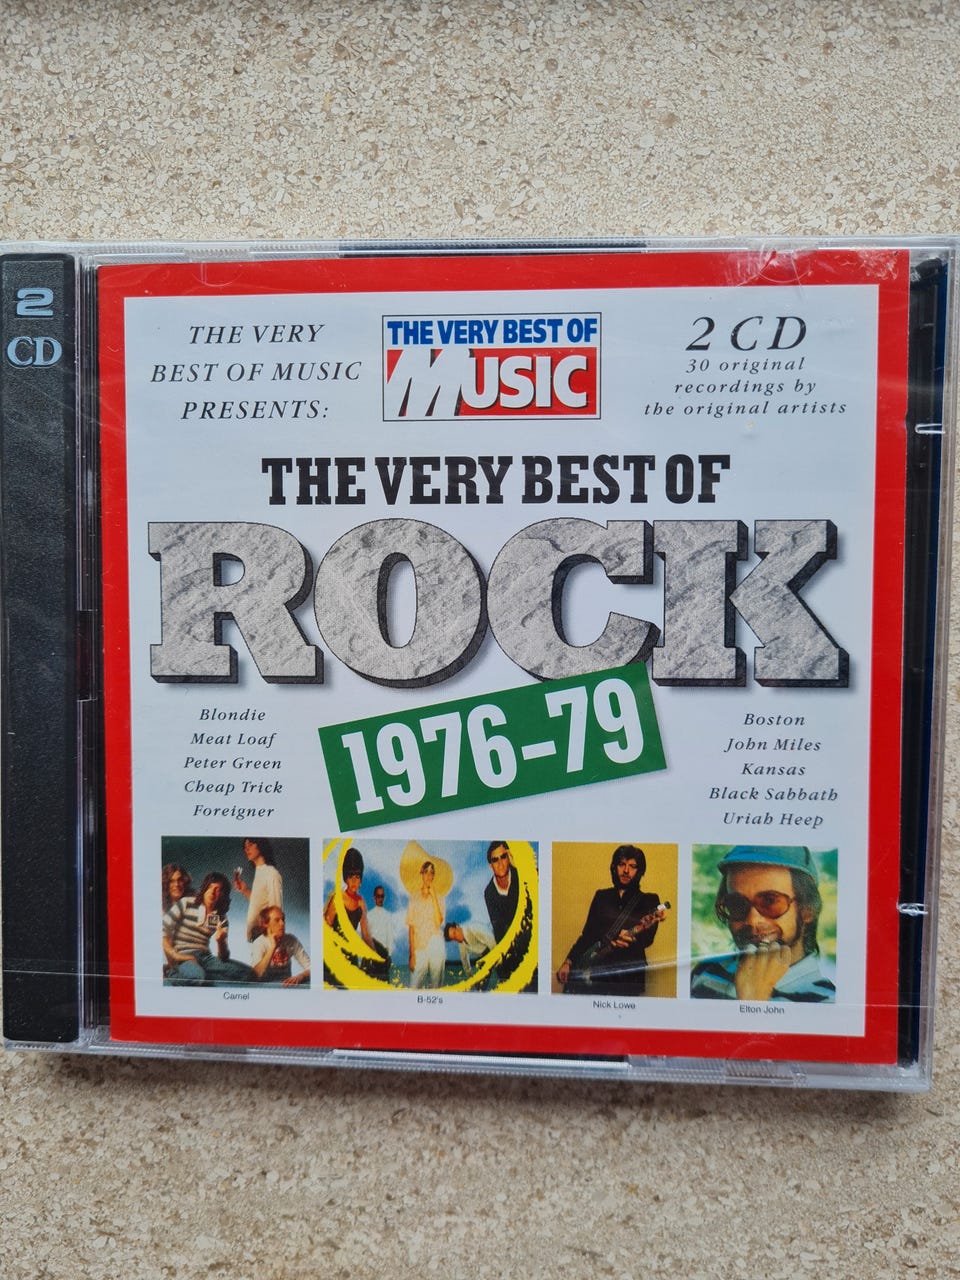 2
CD
THE VERY
BEST OF MUSIC
PRESENTS:
THE VERY BEST OF
MUSIC
2 CD
30 original
recordings by
the original artists
THE VERY BEST OF
ROCK
1976-79
Blondie
Meat Loaf
Peter Green
Cheap Trick
Foreigner
Boston
John Miles
Kansas
Black Sabbath
Uriah Heep
Camel
B-52's
Nick Lowe
Elton John